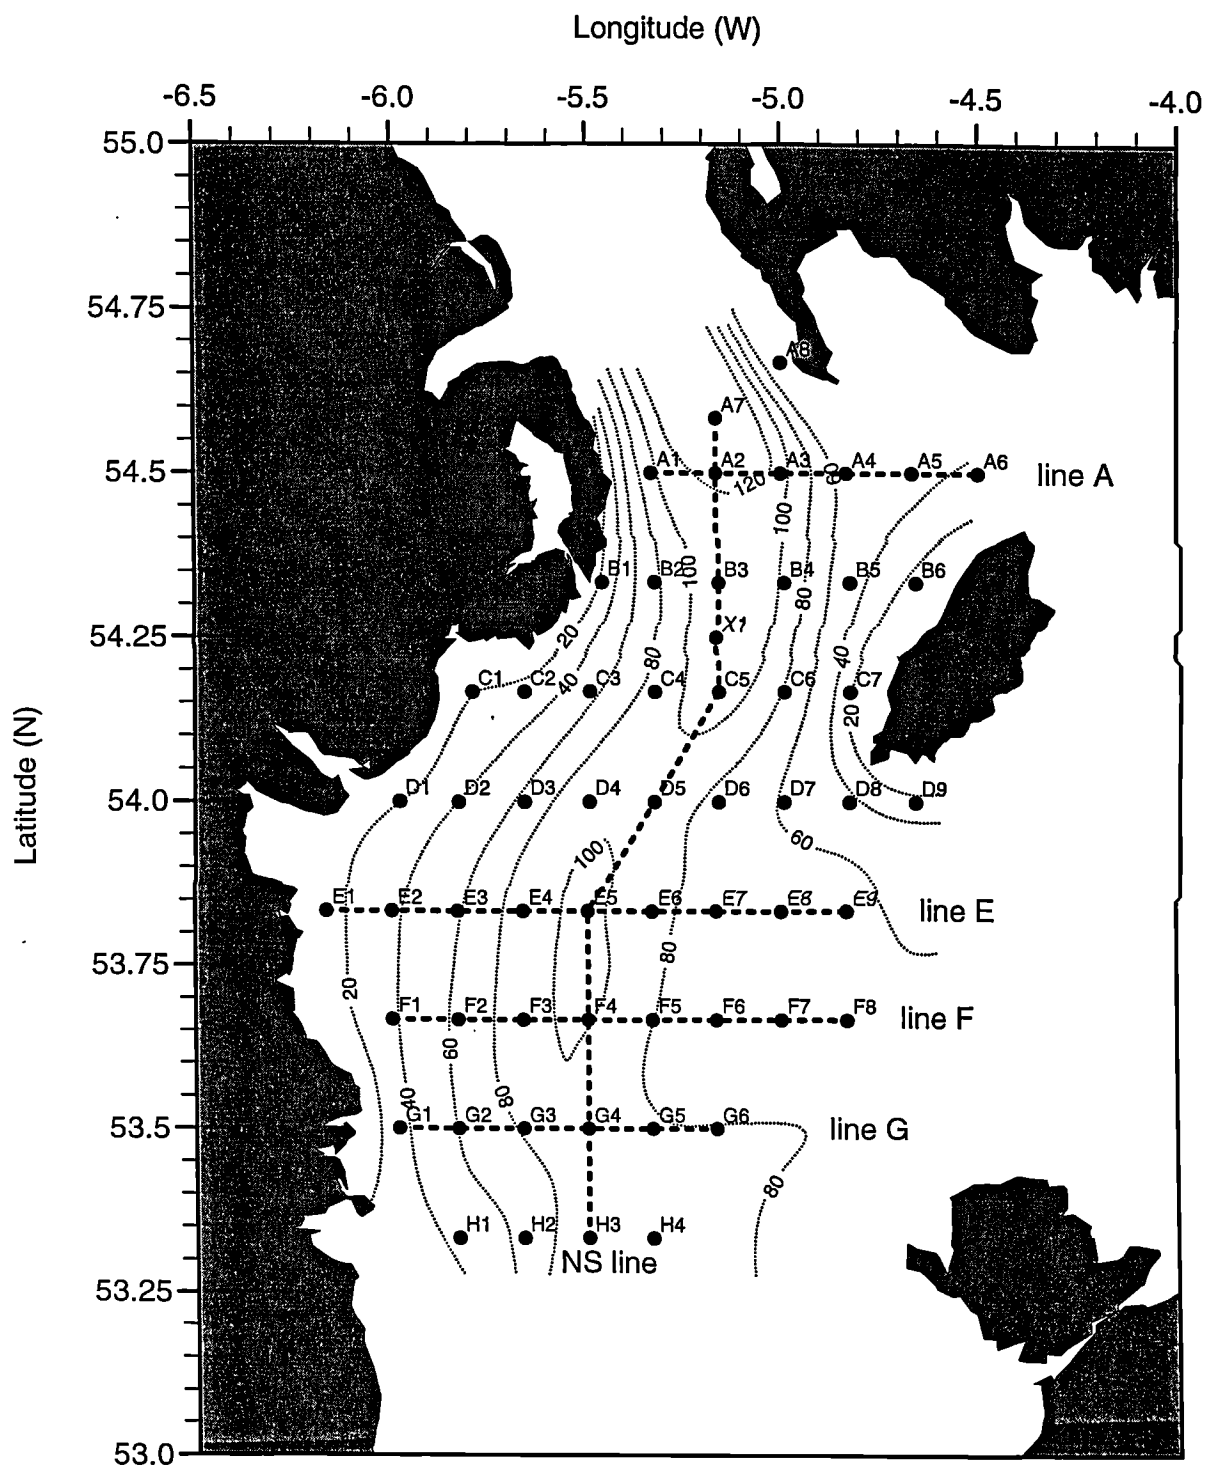 Longitude (W)
-6.5 -6.0 -5.5 -5.0 -4.5 -4.0
55.0
54.75
A8
A7
54.5
A1 A2 A3 A4 A5 A6 line A
120
60
100
100
B1 B2 B3 B4 B5 B6
80
20
X1
54.25
80
40
C1 C2 C3 C4 C5 C6 C7
40
20
Latitude (N)
54.0
D1 D2 D3 D4 D5 D6 D7 D8 D9
60
100
E1 E2 E3 E4 E5 E6 E7 E8 E9 line E
80
53.75
20
F1 F2 F3 F4 F5 F6 F7 F8 line F
60
40
80
53.5
G1 G2 G3 G4 G5 G6 line G
80
H1 H2 H3 H4
NS line
53.25
53.0